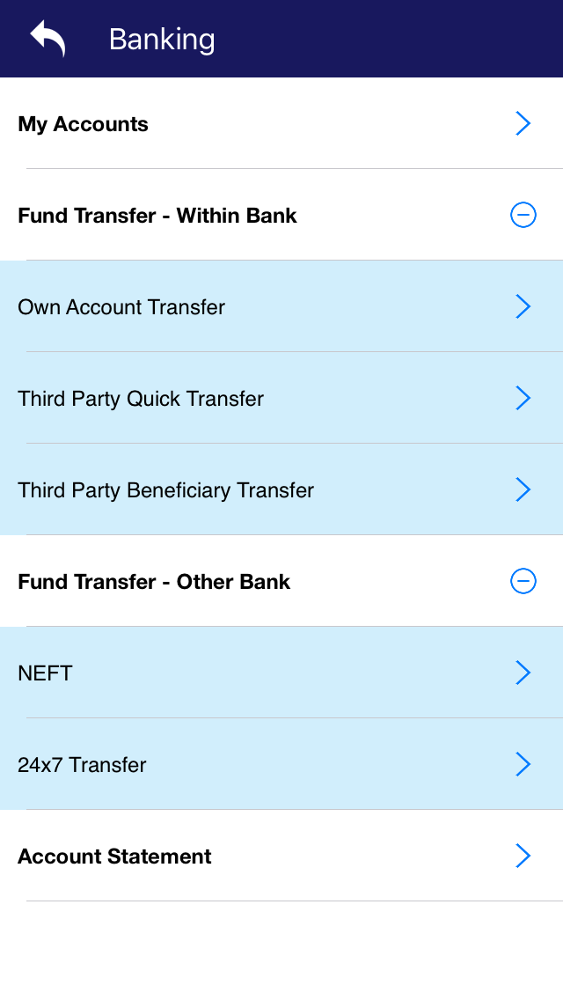 Banking
My Accounts
Fund Transfer - Within Bank
Own Account Transfer
Third Party Quick Transfer
Third Party Beneficiary Transfer
Fund Transfer - Other Bank
NEFT
24x7 Transfer
Account Statement